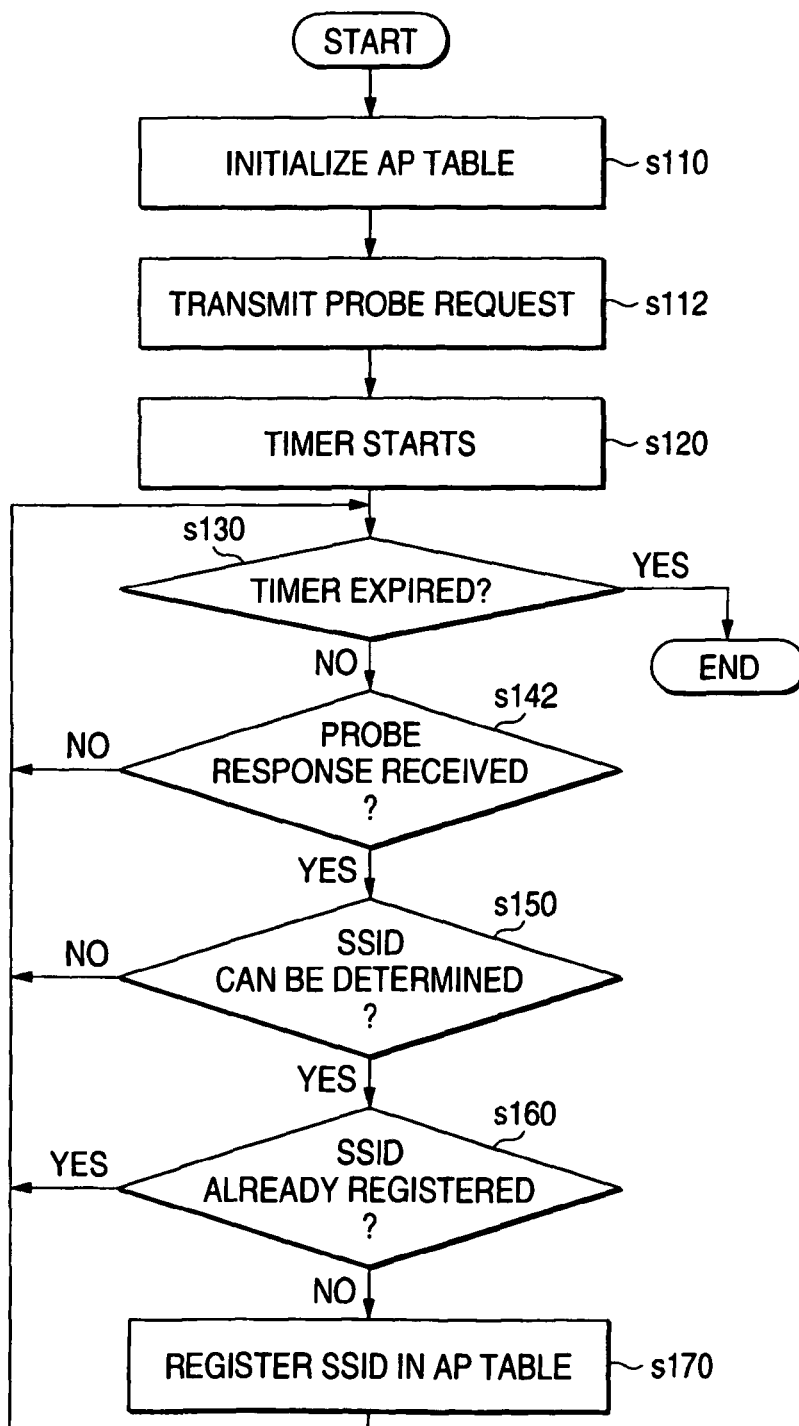 START
INITIALIZE AP TABLE
s110
TRANSMIT PROBE REQUEST
s112
TIMER STARTS
s120
s130
TIMER EXPIRED?
YES
END
NO
s142
PROBE
RESPONSE RECEIVED
?
NO
YES
s150
SSID
CAN BE DETERMINED
?
NO
YES
s160
SSID
ALREADY REGISTERED
?
YES
NO
REGISTER SSID IN AP TABLE
s170